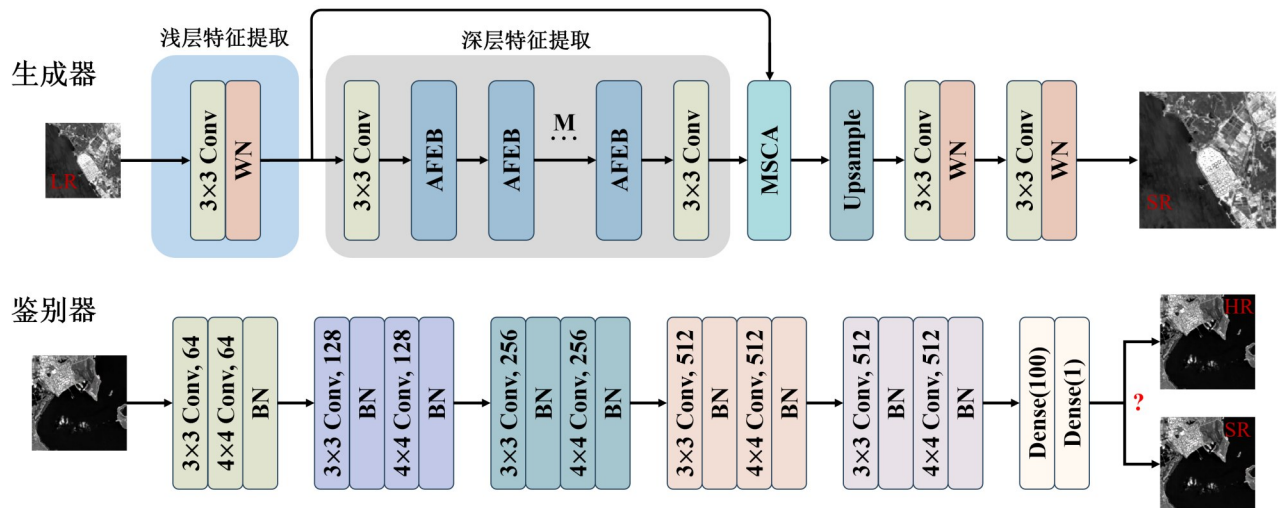 浅层特征提取
深层特征提取
生成器
LR
3×3 Conv
WN
3×3 Conv
AFEB
AFEB
M
...
AFEB
3×3 Conv
MSCA
Upsample
3×3 Conv
WN
3×3 Conv
WN
SR
鉴别器
3×3 Conv, 64
4×4 Conv, 64
BN
3×3 Conv, 128
BN
4×4 Conv, 128
BN
3×3 Conv, 256
BN
4×4 Conv, 256
BN
3×3 Conv, 512
BN
4×4 Conv, 512
BN
3×3 Conv, 512
BN
4×4 Conv, 512
BN
Dense(100)
Dense(1)
?
HR
SR